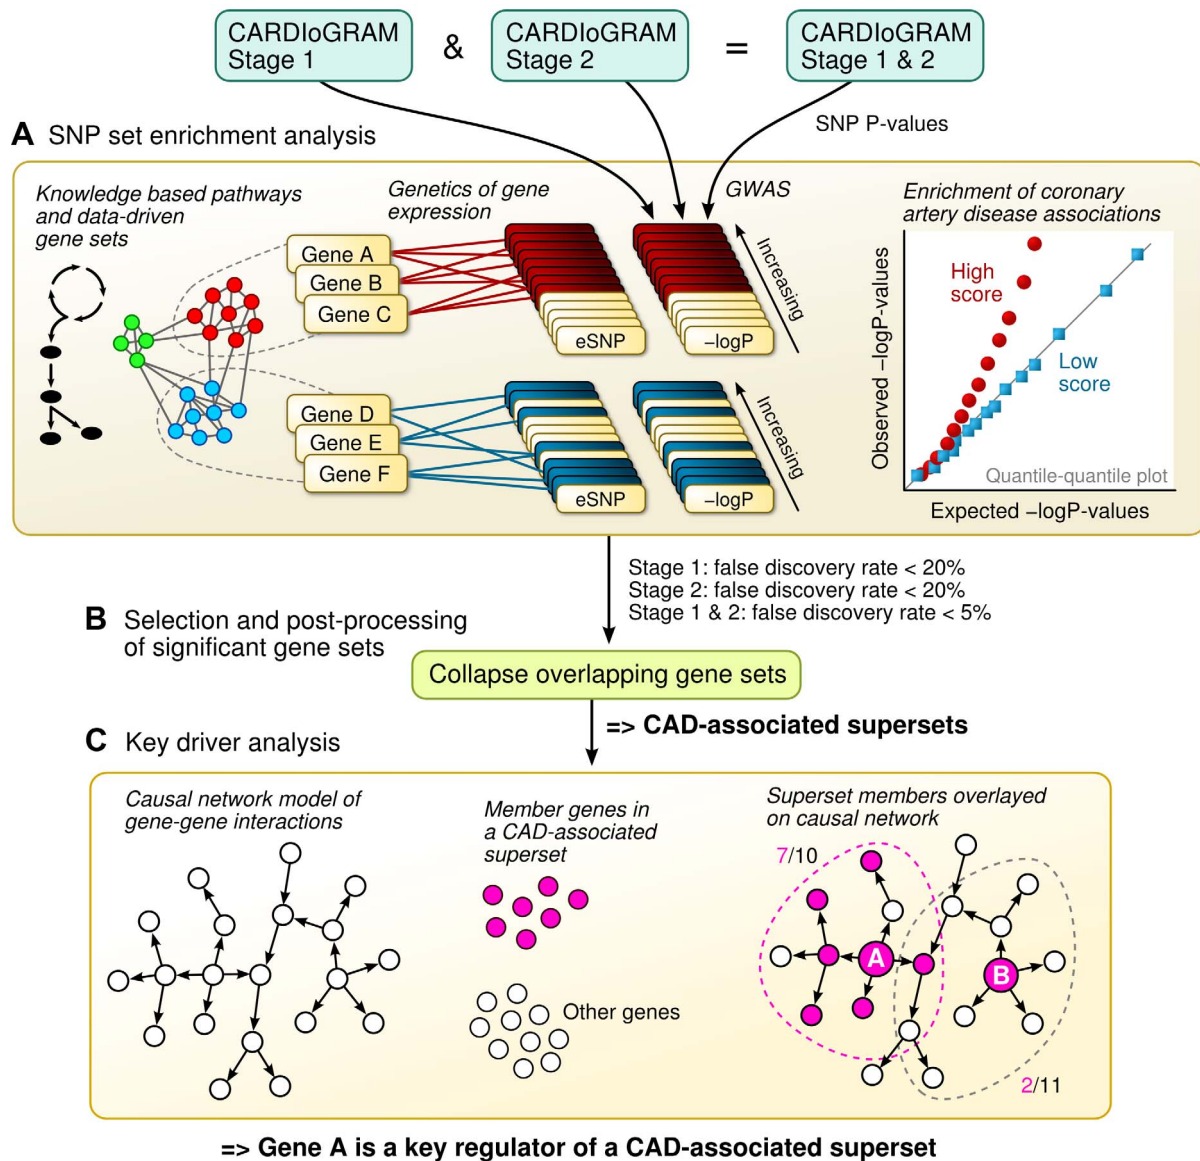 CARDIoGRAM
Stage 1
&
CARDIoGRAM
Stage 2
=
CARDIoGRAM
Stage 1 & 2
SNP P-values
A SNP set enrichment analysis
Knowledge based pathways
and data-driven
gene sets
Genetics of gene
expression
GWAS
Enrichment of coronary
artery disease associations
Gene A
Gene B
Gene C
eSNP
–logP
Increasing
Gene D
Gene E
Gene F
eSNP
–logP
Increasing
Observed –logP-values
High
score
Low
score
Quantile-quantile plot
Expected –logP-values
Stage 1: false discovery rate < 20%
Stage 2: false discovery rate < 20%
Stage 1 & 2: false discovery rate < 5%
B Selection and post-processing
of significant gene sets
Collapse overlapping gene sets
=> CAD-associated supersets
C Key driver analysis
Causal network model of
gene-gene interactions
Member genes in
a CAD-associated
superset
Other genes
Superset members overlayed
on causal network
7/10
A
B
2/11
=> Gene A is a key regulator of a CAD-associated superset